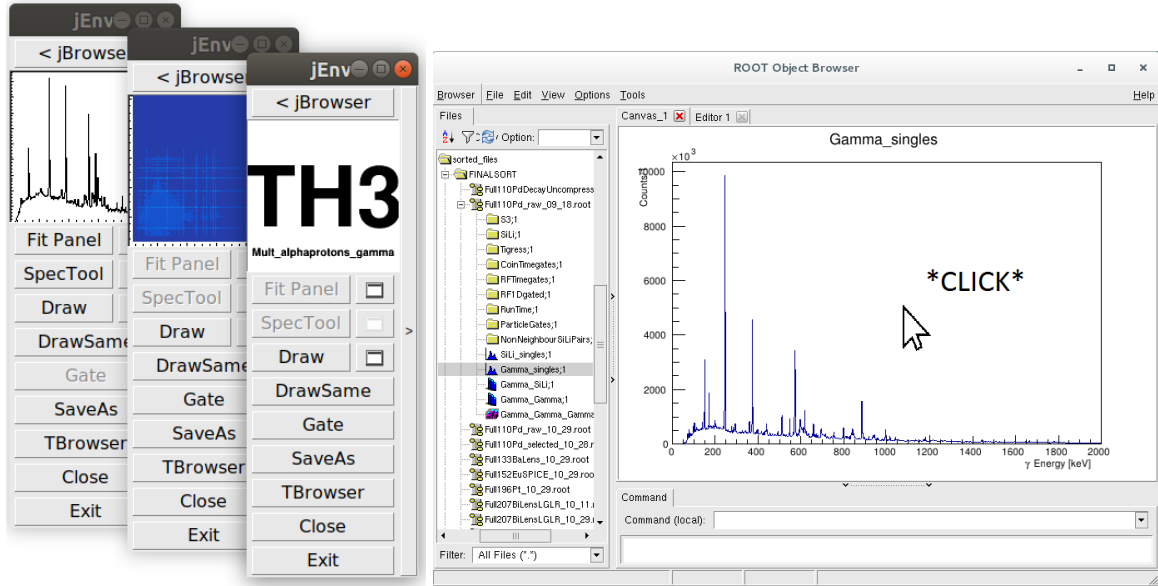 jEnv
< jBrowse
Fit Panel
SpecTool
Draw
DrawSame
Gate
SaveAs
TBrowser
Close
Exit
jEnv
< jBrowser
Fit Panel
SpecTool
Draw
DrawSame
Gate
SaveAs
TBrowser
Close
Exit
jEnv
< jBrowser
TH3
Mult_alphaprotons_gamma
Fit Panel
SpecTool
Draw
>
DrawSame
Gate
SaveAs
TBrowser
Close
Exit
ROOT Object Browser
Browser File Edit View Options Tools Help
Files
Option:
sorted_files
FINALSORT
Full110PdDecayUncompress
Full110Pd_raw_09_18.root
S3;1
SiLi;1
Tigress;1
CoinTimegates;1
RFTimegates;1
RF1Dgated;1
RunTime;1
ParticleGates;1
NonNeighbourSiLiPairs;
SiLi_singles;1
Gamma_singles;1
Gamma_SiLi;1
Gamma_Gamma;1
Gamma_Gamma_Gamma
Full110Pd_raw_10_29.root
Full110Pd_selected_10_28.r
Full133BaLens_10_29.roo
Full152EuSPICE_10_29.roo
Full196Pt_10_29.root
Full207BiLensLGLR_10_11.r
Full207BiLensLGLR_10_29.r
Filter: All Files (*.*)
Canvas_1 Editor 1
Gamma_singles
×10³
Counts
10000
8000
6000
4000
2000
0
0 200 400 600 800 1000 1200 1400 1600 1800 2000
γ Energy [keV]
*CLICK*
Command
Command (local):